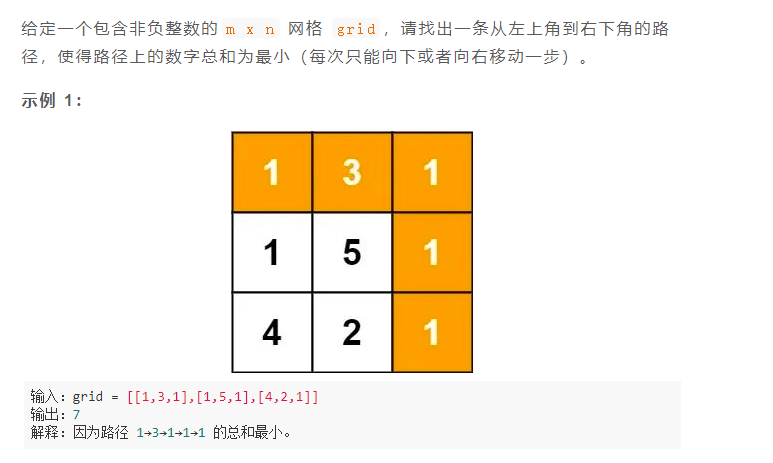 给定一个包含非负整数的 m x n 网格 grid ，请找出一条从左上角到右下角的路
径，使得路径上的数字总和为最小（每次只能向下或者向右移动一步）。
示例 1：
1 3 1
1 5 1
4 2 1
输入：grid = [[1,3,1],[1,5,1],[4,2,1]]
输出：7
解释：因为路径 1→3→1→1→1 的总和最小。